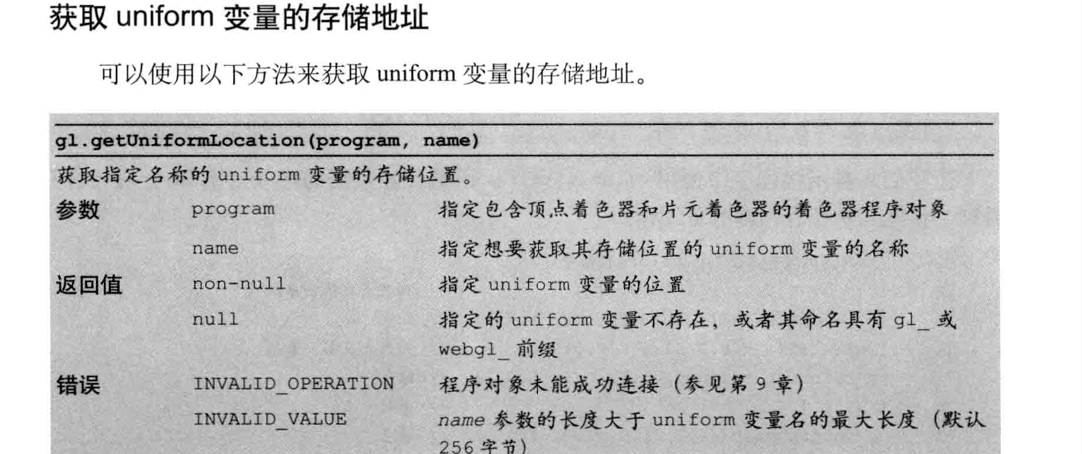 获取 uniform 变量的存储地址
可以使用以下方法来获取 uniform 变量的存储地址。
gl.getUniformLocation(program, name)
获取指定名称的 uniform 变量的存储位置。
参数 program 指定包含顶点着色器和片元着色器的着色器程序对象
name 指定想要获取其存储位置的 uniform 变量的名称
返回值 non-null 指定 uniform 变量的位置
null 指定的 uniform 变量不存在，或者其命名具有 gl_ 或
webgl_ 前缀
错误 INVALID_OPERATION 程序对象未能成功连接（参见第 9 章）
INVALID_VALUE name 参数的长度大于 uniform 变量名的最大长度（默认
256 字节）